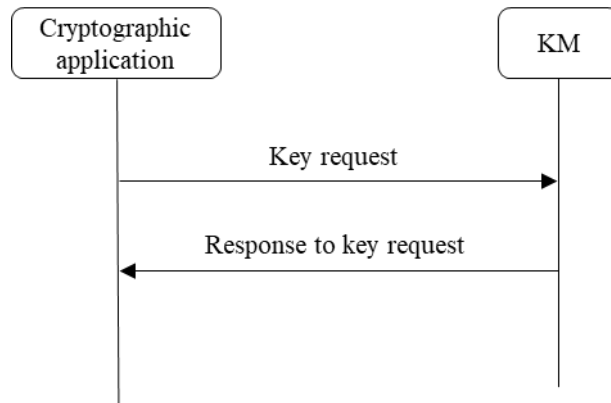 Cryptographic
application
KM
Key request
Response to key request